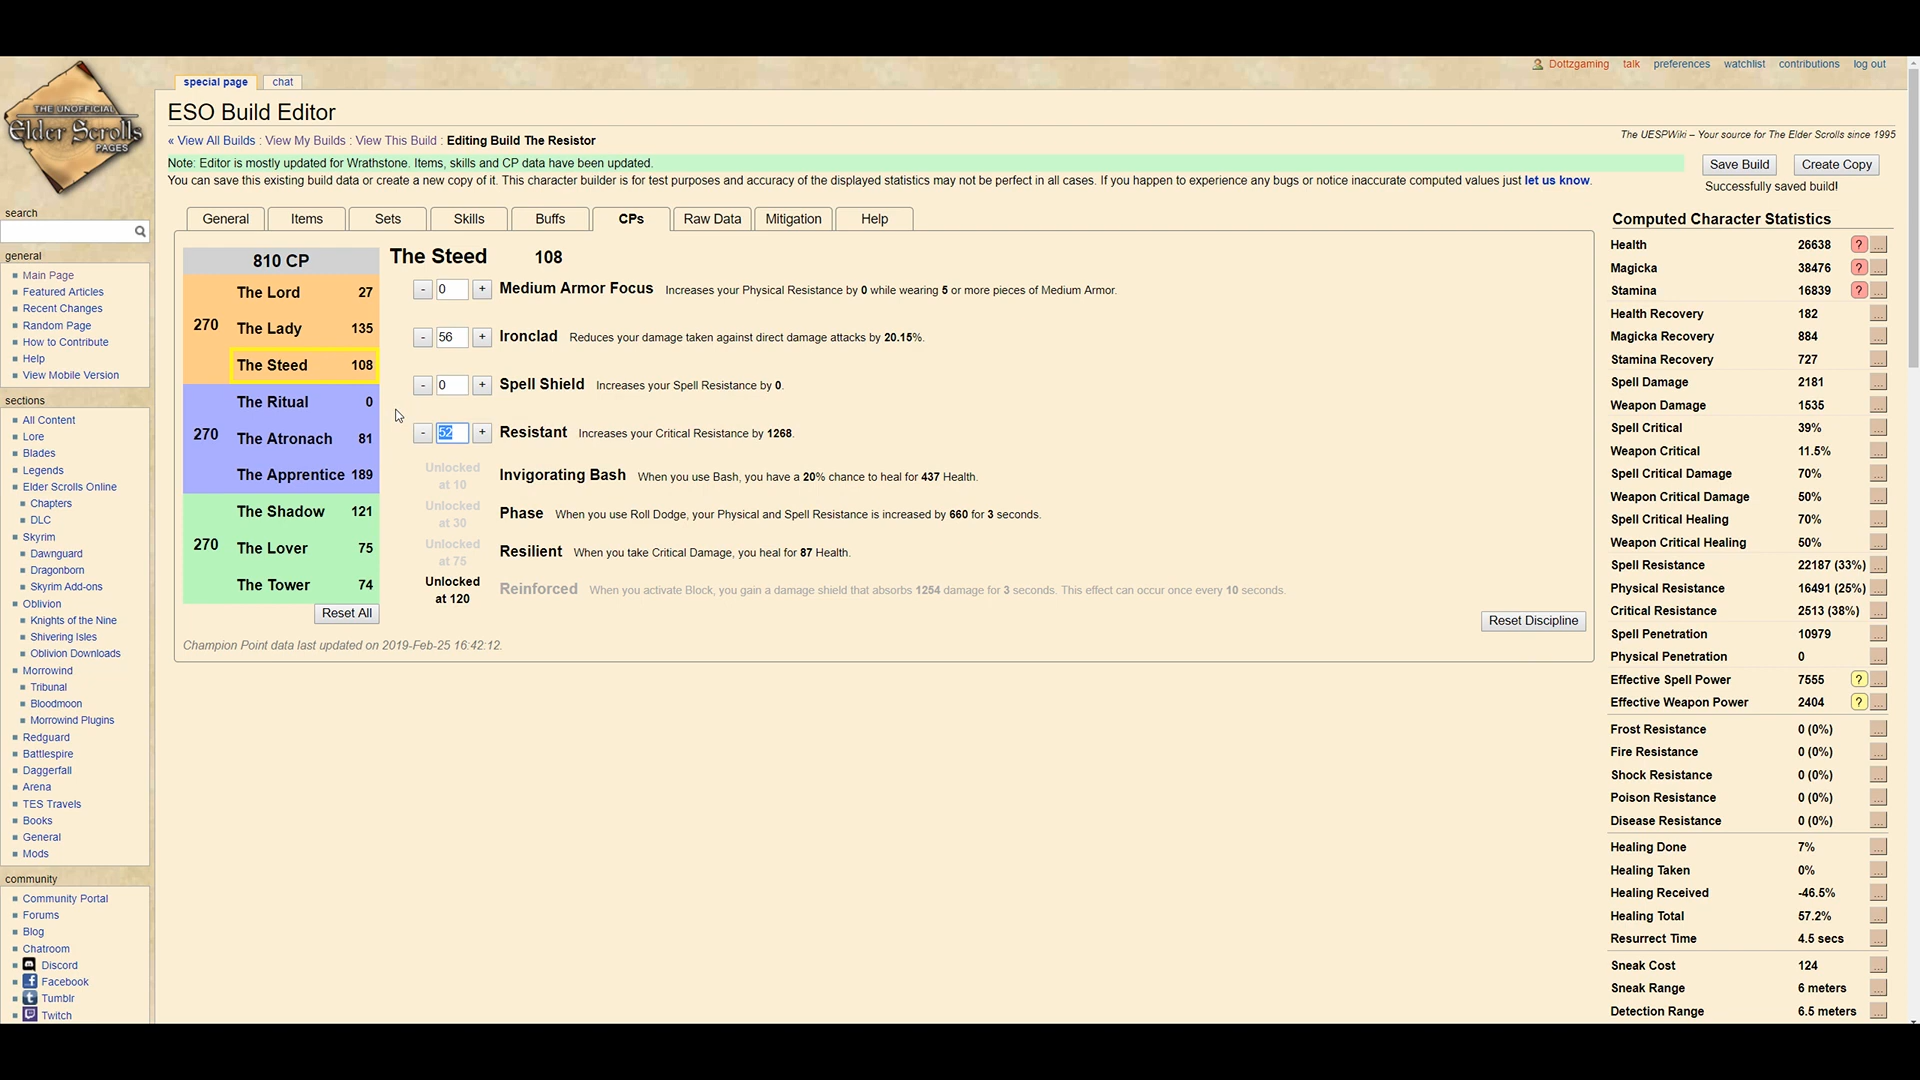 Dottzgaming talk preferences watchlist contributions log out
special page chat
THE UNOFFICIAL
Elder Scrolls
PAGES
ESO Build Editor
« View All Builds : View My Builds : View This Build : Editing Build The Resistor
The UESPWiki – Your source for The Elder Scrolls since 1995
Note: Editor is mostly updated for Wrathstone. Items, skills and CP data have been updated.
You can save this existing build data or create a new copy of it. This character builder is for test purposes and accuracy of the displayed statistics may not be perfect in all cases. If you happen to experience any bugs or notice inaccurate computed values just let us know.
Save Build Create Copy
Successfully saved build!
search
general
Main Page
Featured Articles
Recent Changes
Random Page
How to Contribute
Help
View Mobile Version
sections
All Content
Lore
Blades
Legends
Elder Scrolls Online
Chapters
DLC
Skyrim
Dawnguard
Dragonborn
Skyrim Add-ons
Oblivion
Knights of the Nine
Shivering Isles
Oblivion Downloads
Morrowind
Tribunal
Bloodmoon
Morrowind Plugins
Redguard
Battlespire
Daggerfall
Arena
TES Travels
Books
General
Mods
community
Community Portal
Forums
Blog
Chatroom
Discord
Facebook
Tumblr
Twitch
General Items Sets Skills Buffs CPs Raw Data Mitigation Help
810 CP
270
The Lord 27
The Lady 135
The Steed 108
270
The Ritual 0
The Atronach 81
The Apprentice 189
270
The Shadow 121
The Lover 75
The Tower 74
Reset All
The Steed 108
- 0 + Medium Armor Focus Increases your Physical Resistance by 0 while wearing 5 or more pieces of Medium Armor.
- 56 + Ironclad Reduces your damage taken against direct damage attacks by 20.15%.
- 0 + Spell Shield Increases your Spell Resistance by 0.
- 52 + Resistant Increases your Critical Resistance by 1268.
Unlocked
at 10
Invigorating Bash When you use Bash, you have a 20% chance to heal for 437 Health.
Unlocked
at 30
Phase When you use Roll Dodge, your Physical and Spell Resistance is increased by 660 for 3 seconds.
Unlocked
at 75
Resilient When you take Critical Damage, you heal for 87 Health.
Unlocked
at 120
Reinforced When you activate Block, you gain a damage shield that absorbs 1254 damage for 3 seconds. This effect can occur once every 10 seconds.
Reset Discipline
Champion Point data last updated on 2019-Feb-25 16:42:12.
Computed Character Statistics
Health 26638 ? ...
Magicka 38476 ? ...
Stamina 16839 ? ...
Health Recovery 182 ...
Magicka Recovery 884 ...
Stamina Recovery 727 ...
Spell Damage 2181 ...
Weapon Damage 1535 ...
Spell Critical 39% ...
Weapon Critical 11.5% ...
Spell Critical Damage 70% ...
Weapon Critical Damage 50% ...
Spell Critical Healing 70% ...
Weapon Critical Healing 50% ...
Spell Resistance 22187 (33%) ...
Physical Resistance 16491 (25%) ...
Critical Resistance 2513 (38%) ...
Spell Penetration 10979 ...
Physical Penetration 0 ...
Effective Spell Power 7555 ? ...
Effective Weapon Power 2404 ? ...
Frost Resistance 0 (0%) ...
Fire Resistance 0 (0%) ...
Shock Resistance 0 (0%) ...
Poison Resistance 0 (0%) ...
Disease Resistance 0 (0%) ...
Healing Done 7% ...
Healing Taken 0% ...
Healing Received -46.5% ...
Healing Total 57.2% ...
Resurrect Time 4.5 secs ...
Sneak Cost 124 ...
Sneak Range 6 meters ...
Detection Range 6.5 meters ...